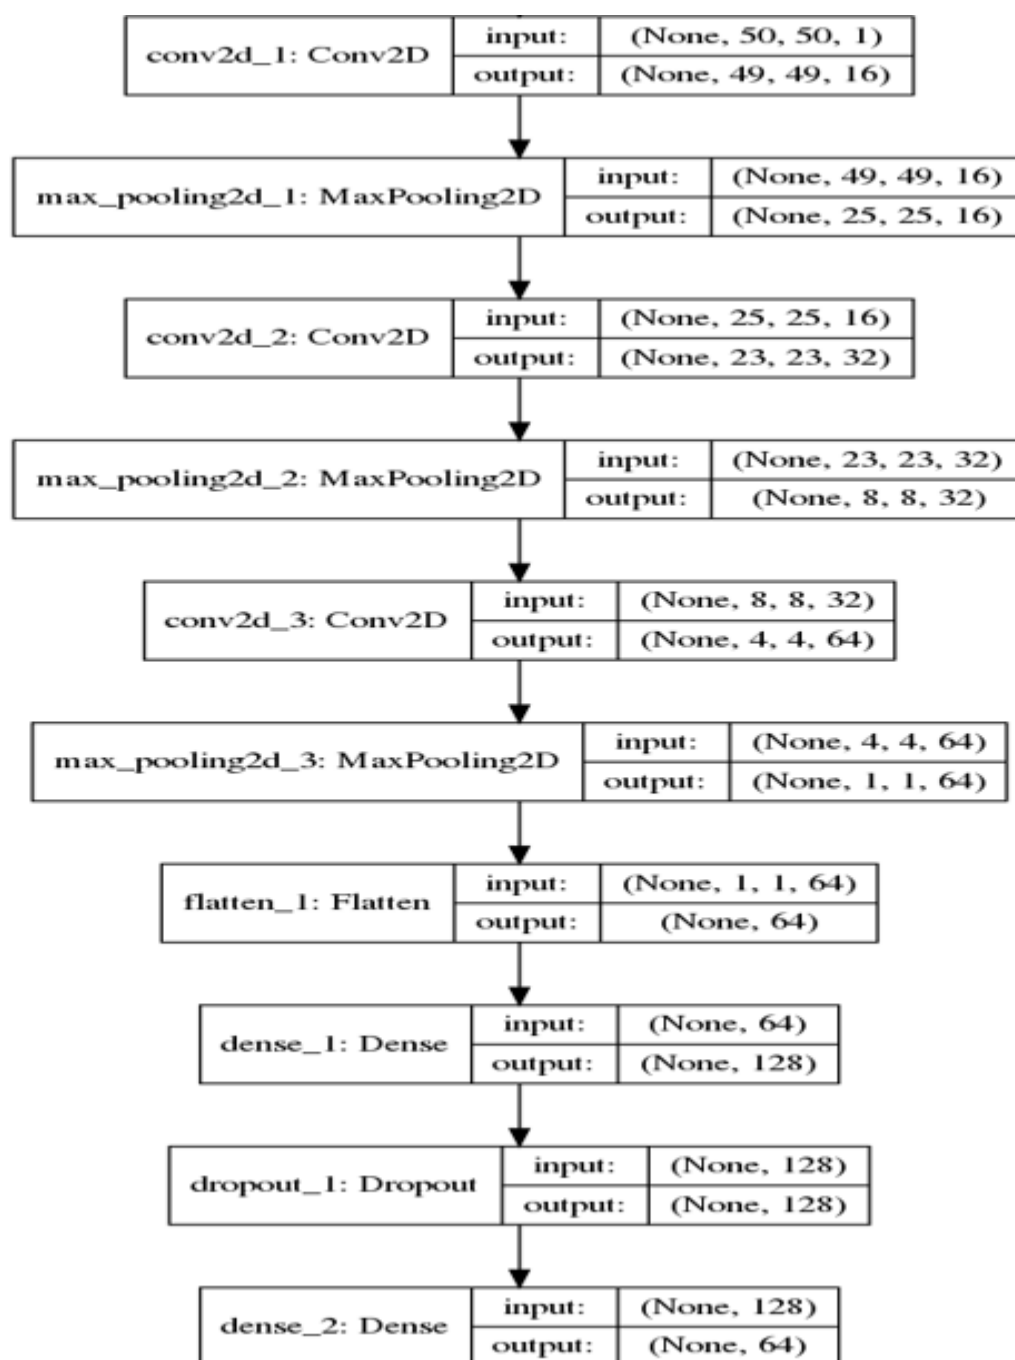 conv2d_1: Conv2D
input: (None, 50, 50, 1)
output: (None, 49, 49, 16)
max_pooling2d_1: MaxPooling2D
input: (None, 49, 49, 16)
output: (None, 25, 25, 16)
conv2d_2: Conv2D
input: (None, 25, 25, 16)
output: (None, 23, 23, 32)
max_pooling2d_2: MaxPooling2D
input: (None, 23, 23, 32)
output: (None, 8, 8, 32)
conv2d_3: Conv2D
input: (None, 8, 8, 32)
output: (None, 4, 4, 64)
max_pooling2d_3: MaxPooling2D
input: (None, 4, 4, 64)
output: (None, 1, 1, 64)
flatten_1: Flatten
input: (None, 1, 1, 64)
output: (None, 64)
dense_1: Dense
input: (None, 64)
output: (None, 128)
dropout_1: Dropout
input: (None, 128)
output: (None, 128)
dense_2: Dense
input: (None, 128)
output: (None, 64)